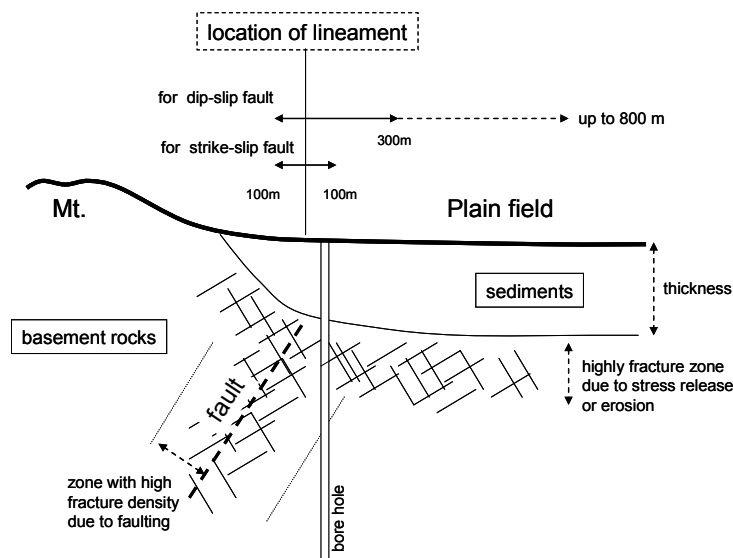 location of lineament
for dip-slip fault
up to 800 m
300m
for strike-slip fault
100m
100m
Mt.
Plain field
sediments
thickness
basement rocks
highly fracture zone
due to stress release
or erosion
fault
zone with high
fracture density
due to faulting
bore hole